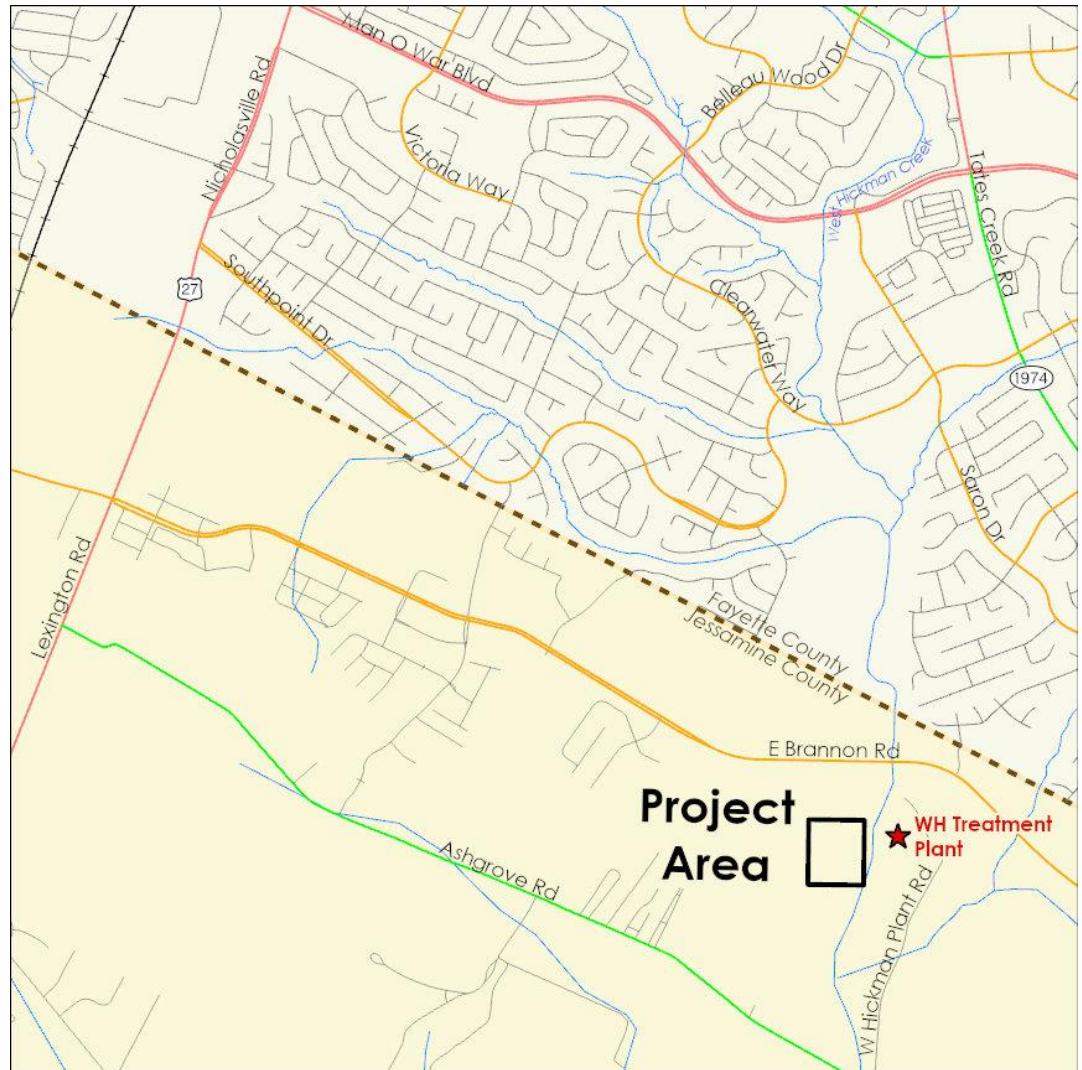 Man O War Blvd
Nicholasville Rd
Belleau Wood Dr
Victoria Way
West Hickman Creek
Tates Creek Rd
Southpoint Dr
27
Clearwater Way
1974
Saron Dr
Lexington Rd
Fayette County
Jessamine County
E Brannon Rd
Project
Area
WH Treatment
Plant
Ashgrove Rd
W Hickman Plant Rd